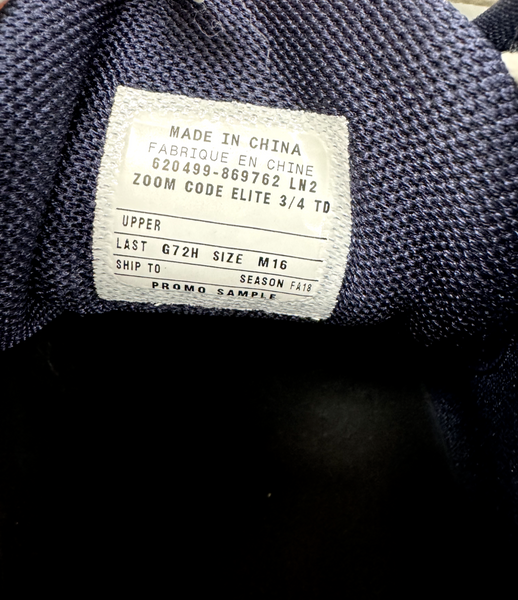 MADE IN CHINA
FABRIQUE EN CHINE
620499-869762 LN2
ZOOM CODE ELITE 3/4 TD
UPPER
LAST G72H SIZE M16
SHIP TO SEASON FA18
PROMO SAMPLE